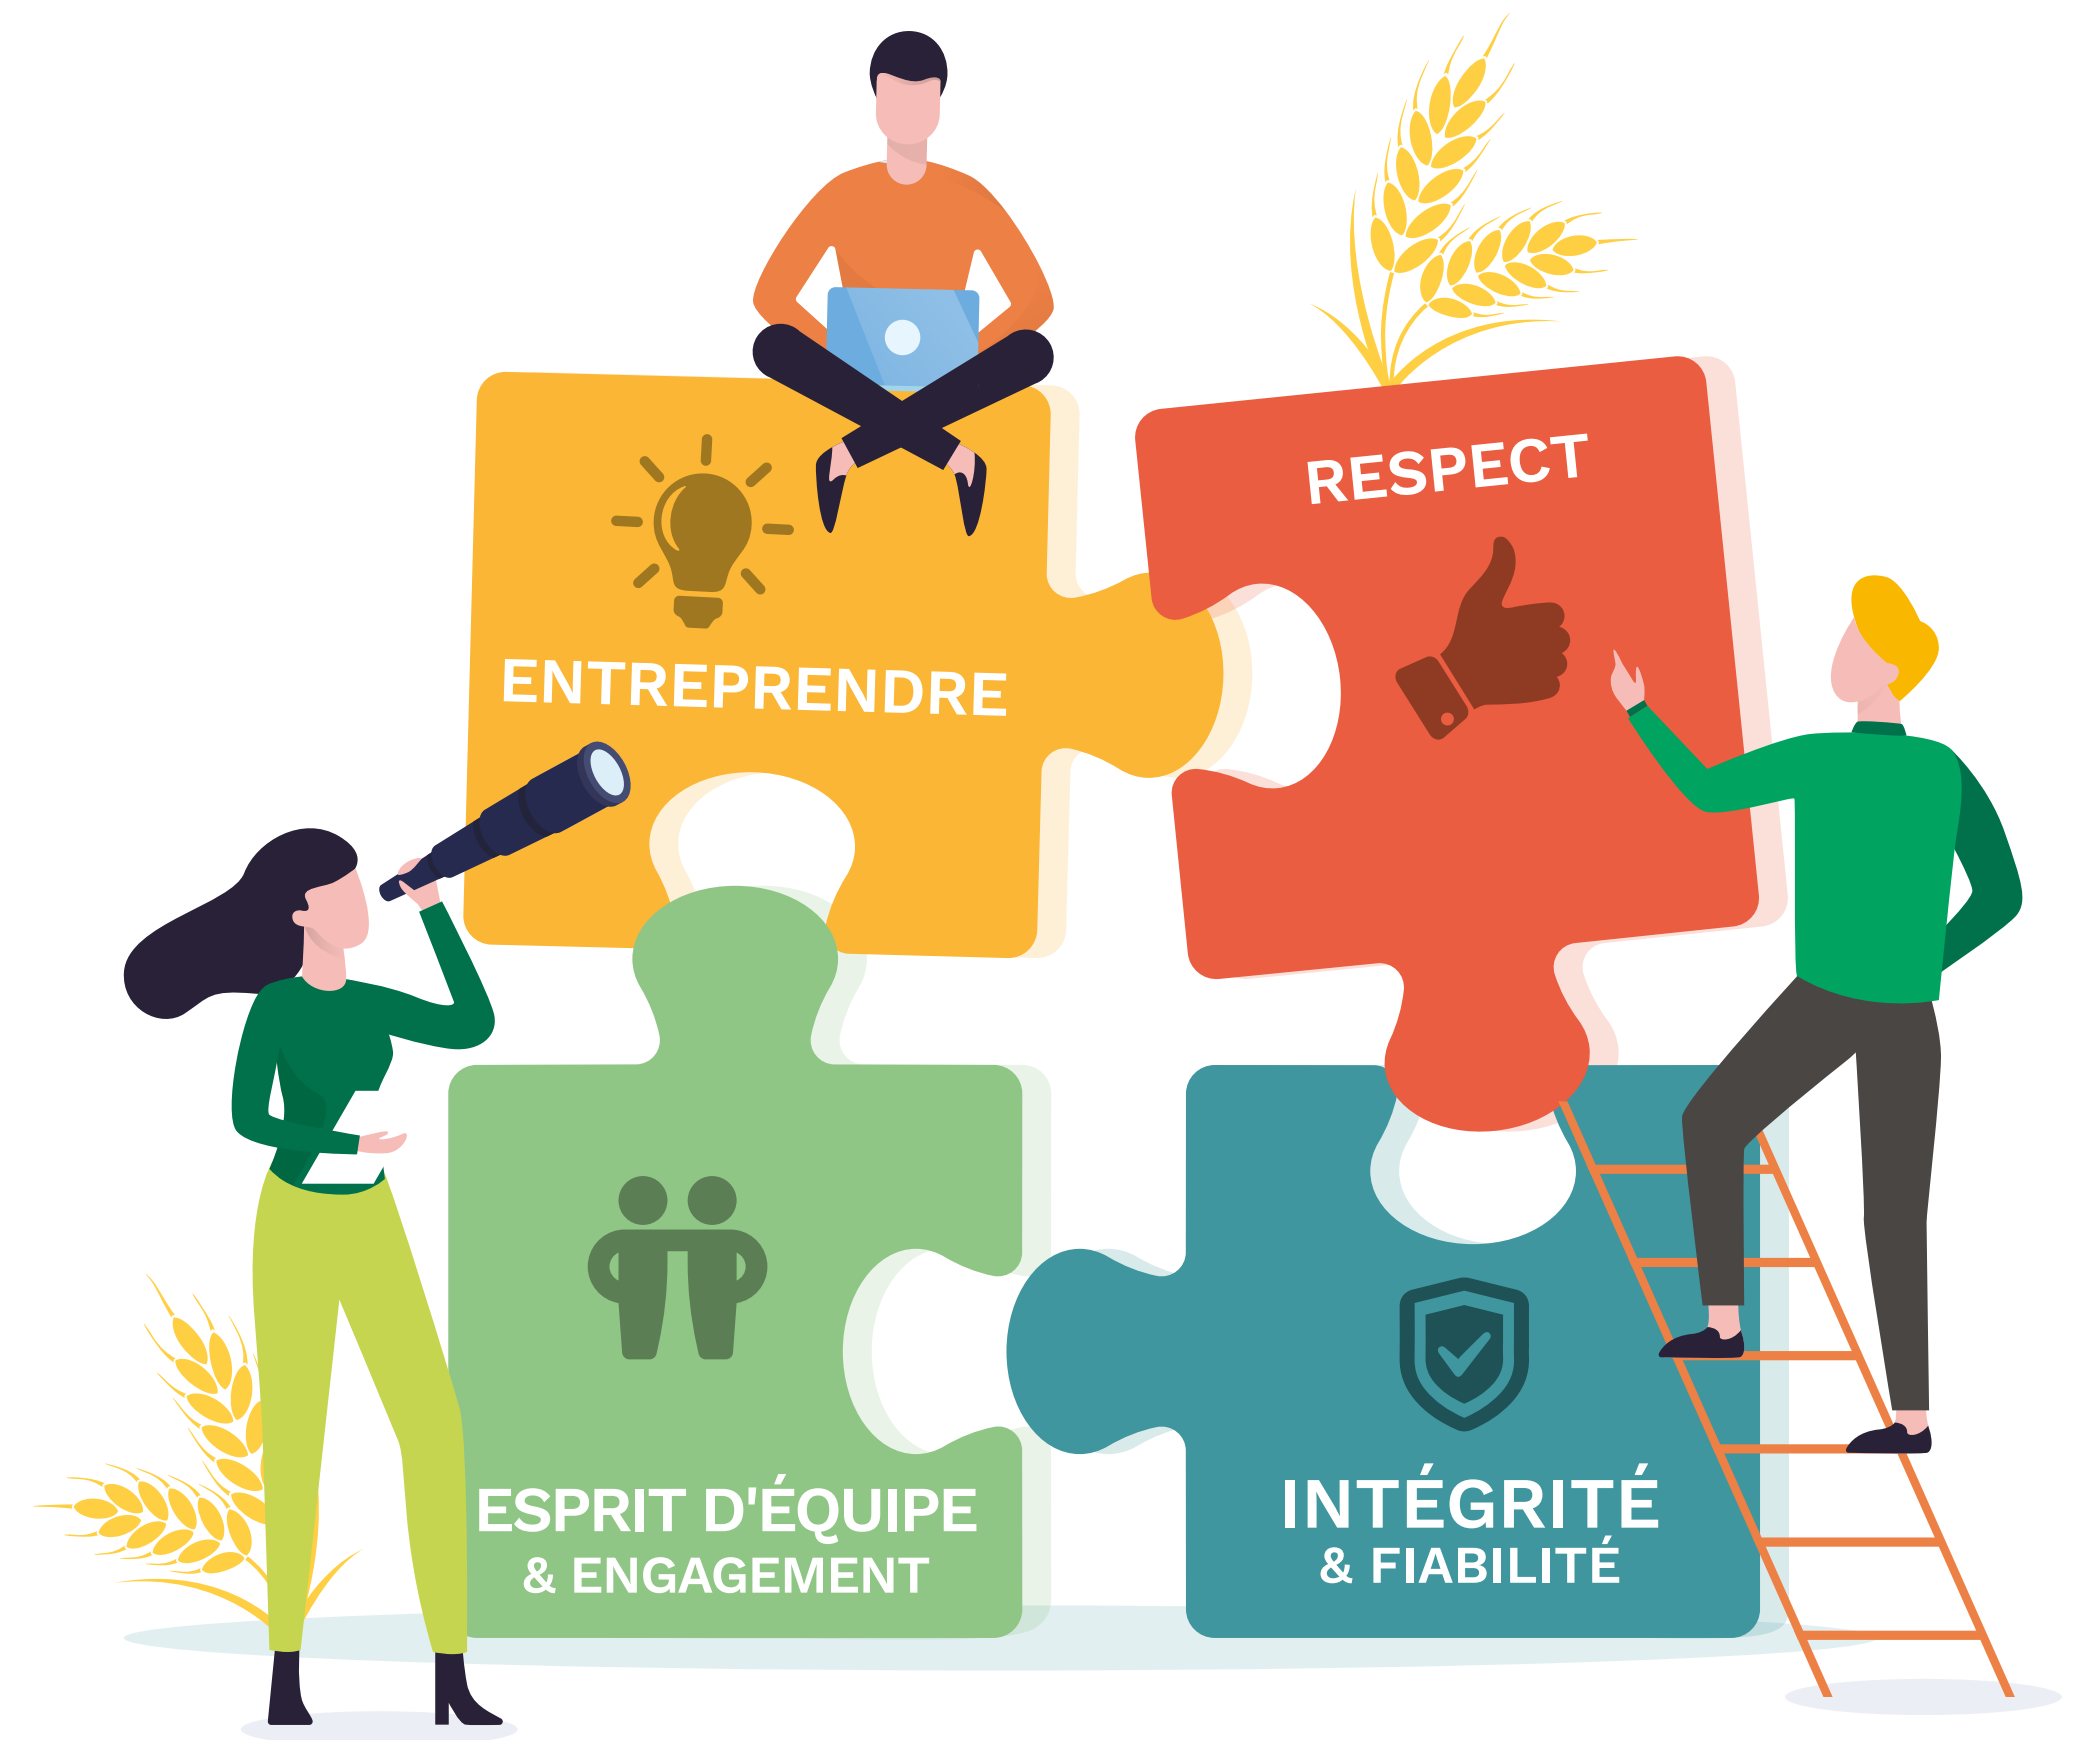 ENTREPRENDRE
RESPECT
ESPRIT D'ÉQUIPE
& ENGAGEMENT
INTÉGRITÉ
& FIABILITÉ